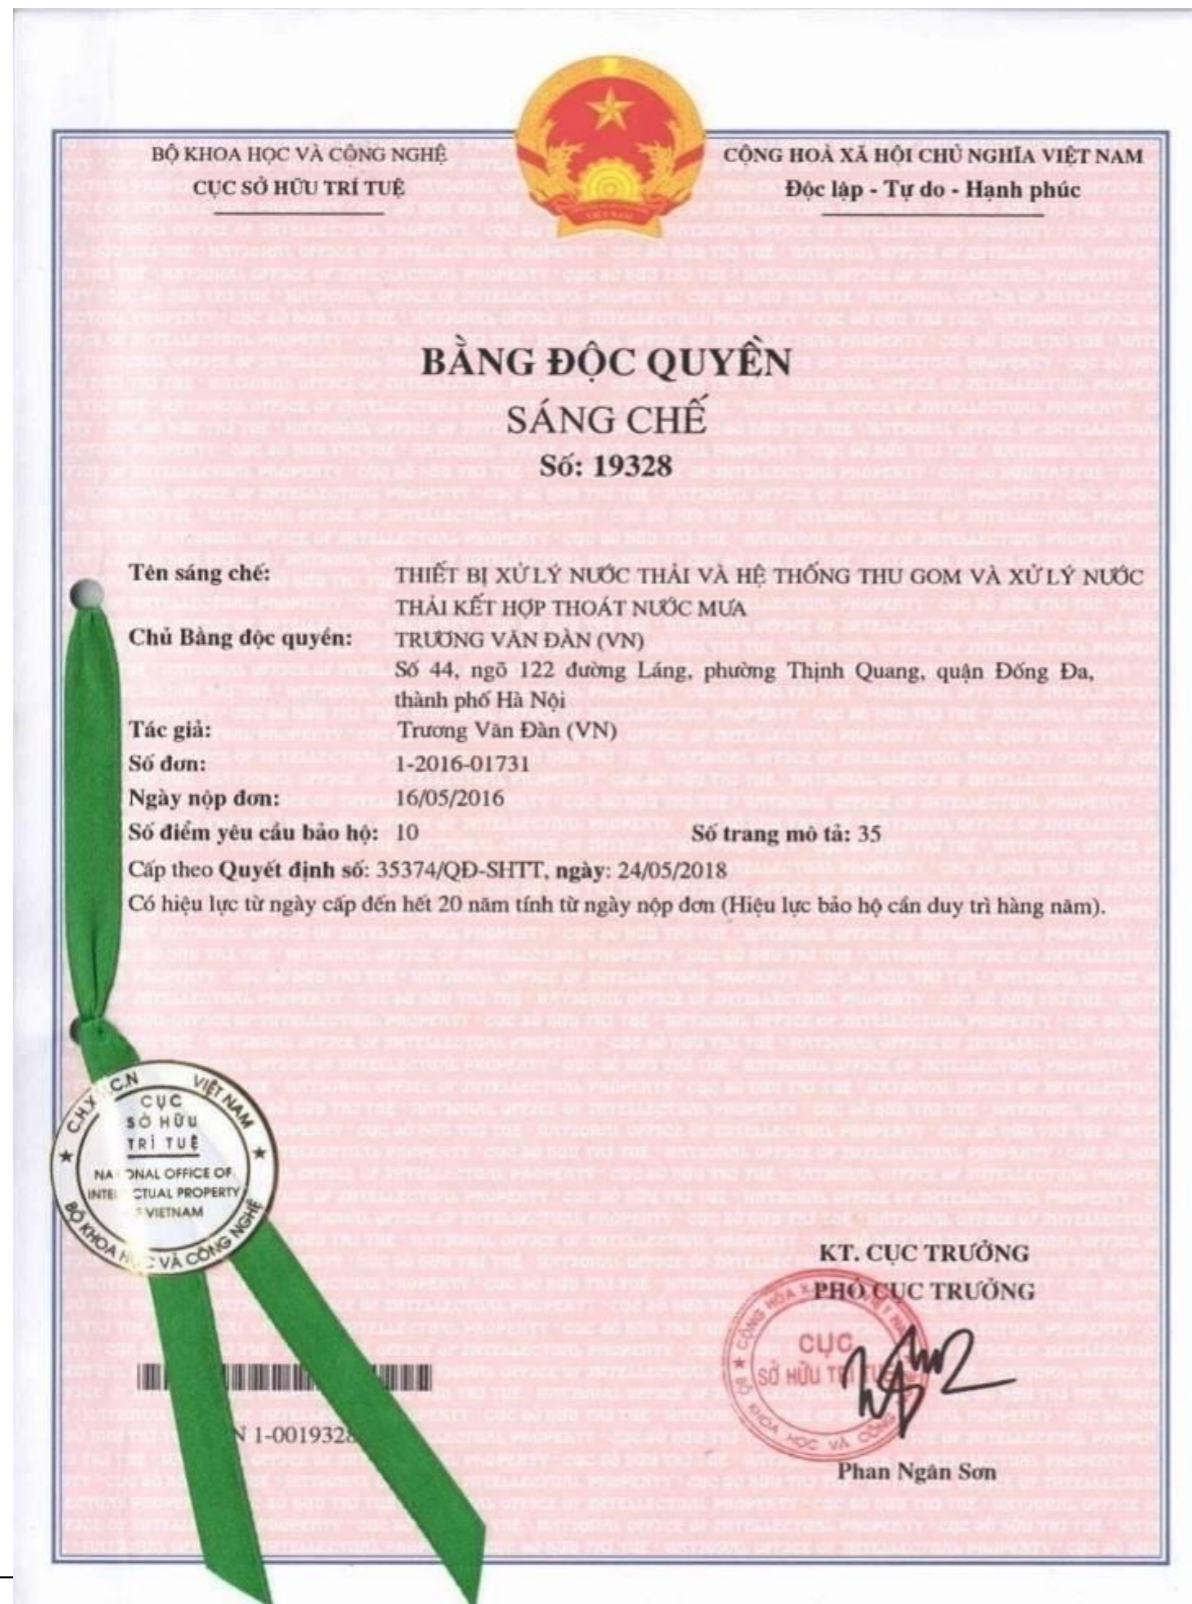 BỘ KHOA HỌC VÀ CÔNG NGHỆ
CỤC SỞ HỮU TRÍ TUỆ
CỘNG HOÀ XÃ HỘI CHỦ NGHĨA VIỆT NAM
Độc lập - Tự do - Hạnh phúc
BẰNG ĐỘC QUYỀN
SÁNG CHẾ
Số: 19328
Tên sáng chế: THIẾT BỊ XỬ LÝ NƯỚC THẢI VÀ HỆ THỐNG THU GOM VÀ XỬ LÝ NƯỚC
THẢI KẾT HỢP THOÁT NƯỚC MƯA
Chủ Bằng độc quyền: TRƯƠNG VĂN ĐÀN (VN)
Số 44, ngõ 122 đường Láng, phường Thịnh Quang, quận Đống Đa,
thành phố Hà Nội
Tác giả: Trương Văn Đàn (VN)
Số đơn: 1-2016-01731
Ngày nộp đơn: 16/05/2016
Số điểm yêu cầu bảo hộ: 10 Số trang mô tả: 35
Cấp theo Quyết định số: 35374/QĐ-SHTT, ngày: 24/05/2018
Có hiệu lực từ ngày cấp đến hết 20 năm tính từ ngày nộp đơn (Hiệu lực bảo hộ cần duy trì hàng năm).
VIỆT NAM
CỤC
SỞ HỮU
TRÍ TUỆ
OFFICE OF
PROPERTY
VIETNAM
BỘ KHOA HỌC VÀ CÔNG NGHỆ
KT. CỤC TRƯỞNG
PHÓ CỤC TRƯỞNG
CỤC
SỞ HỮU TRÍ TUỆ
N 1-0019328
Phan Ngân Sơn